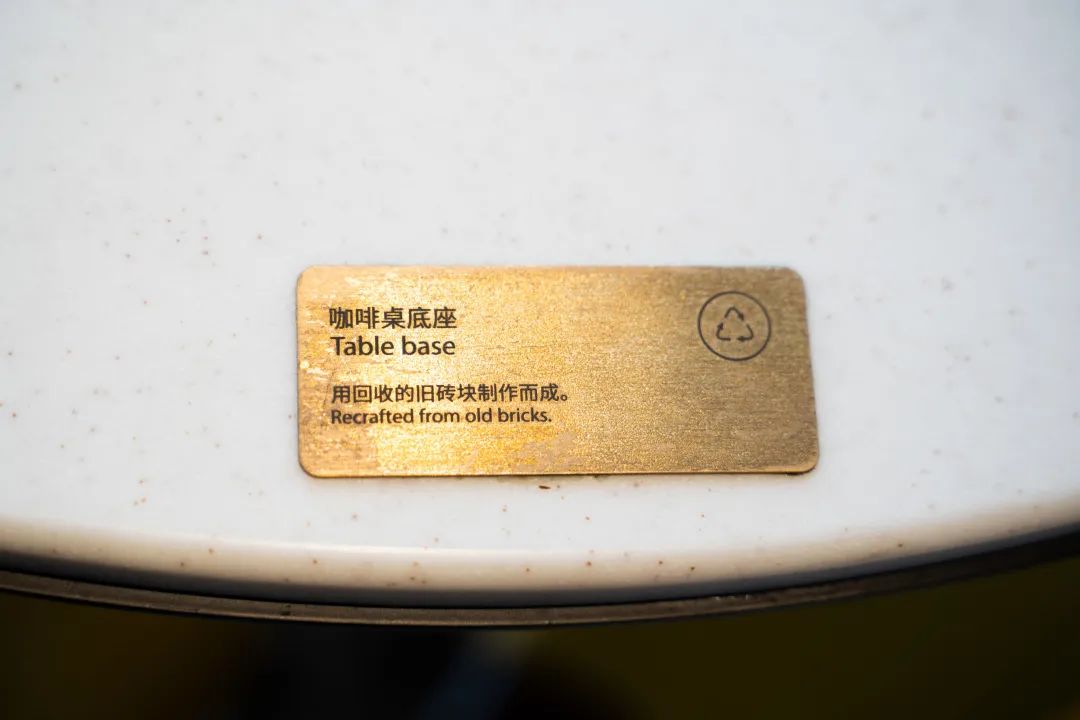 咖啡桌底座
Table base
用回收的旧砖块制作而成。
Recrafted from old bricks.